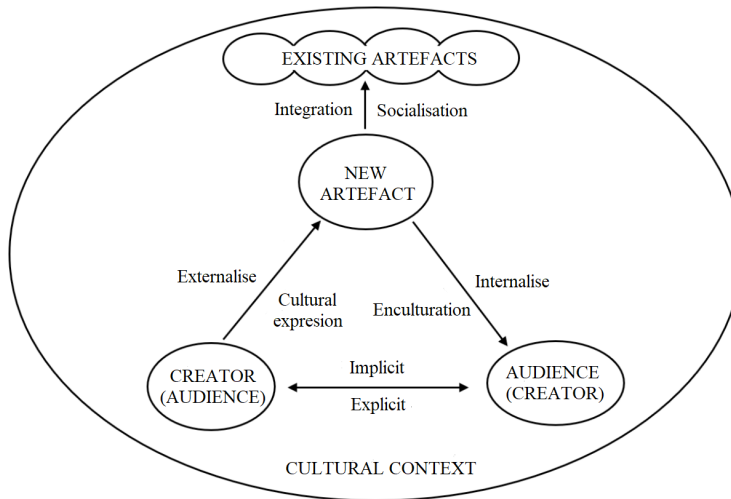 EXISTING ARTEFACTS
Integration
Socialisation
NEW
ARTEFACT
Externalise
Internalise
Cultural
expresion
Enculturation
CREATOR
(AUDIENCE)
Implicit
Explicit
AUDIENCE
(CREATOR)
CULTURAL CONTEXT